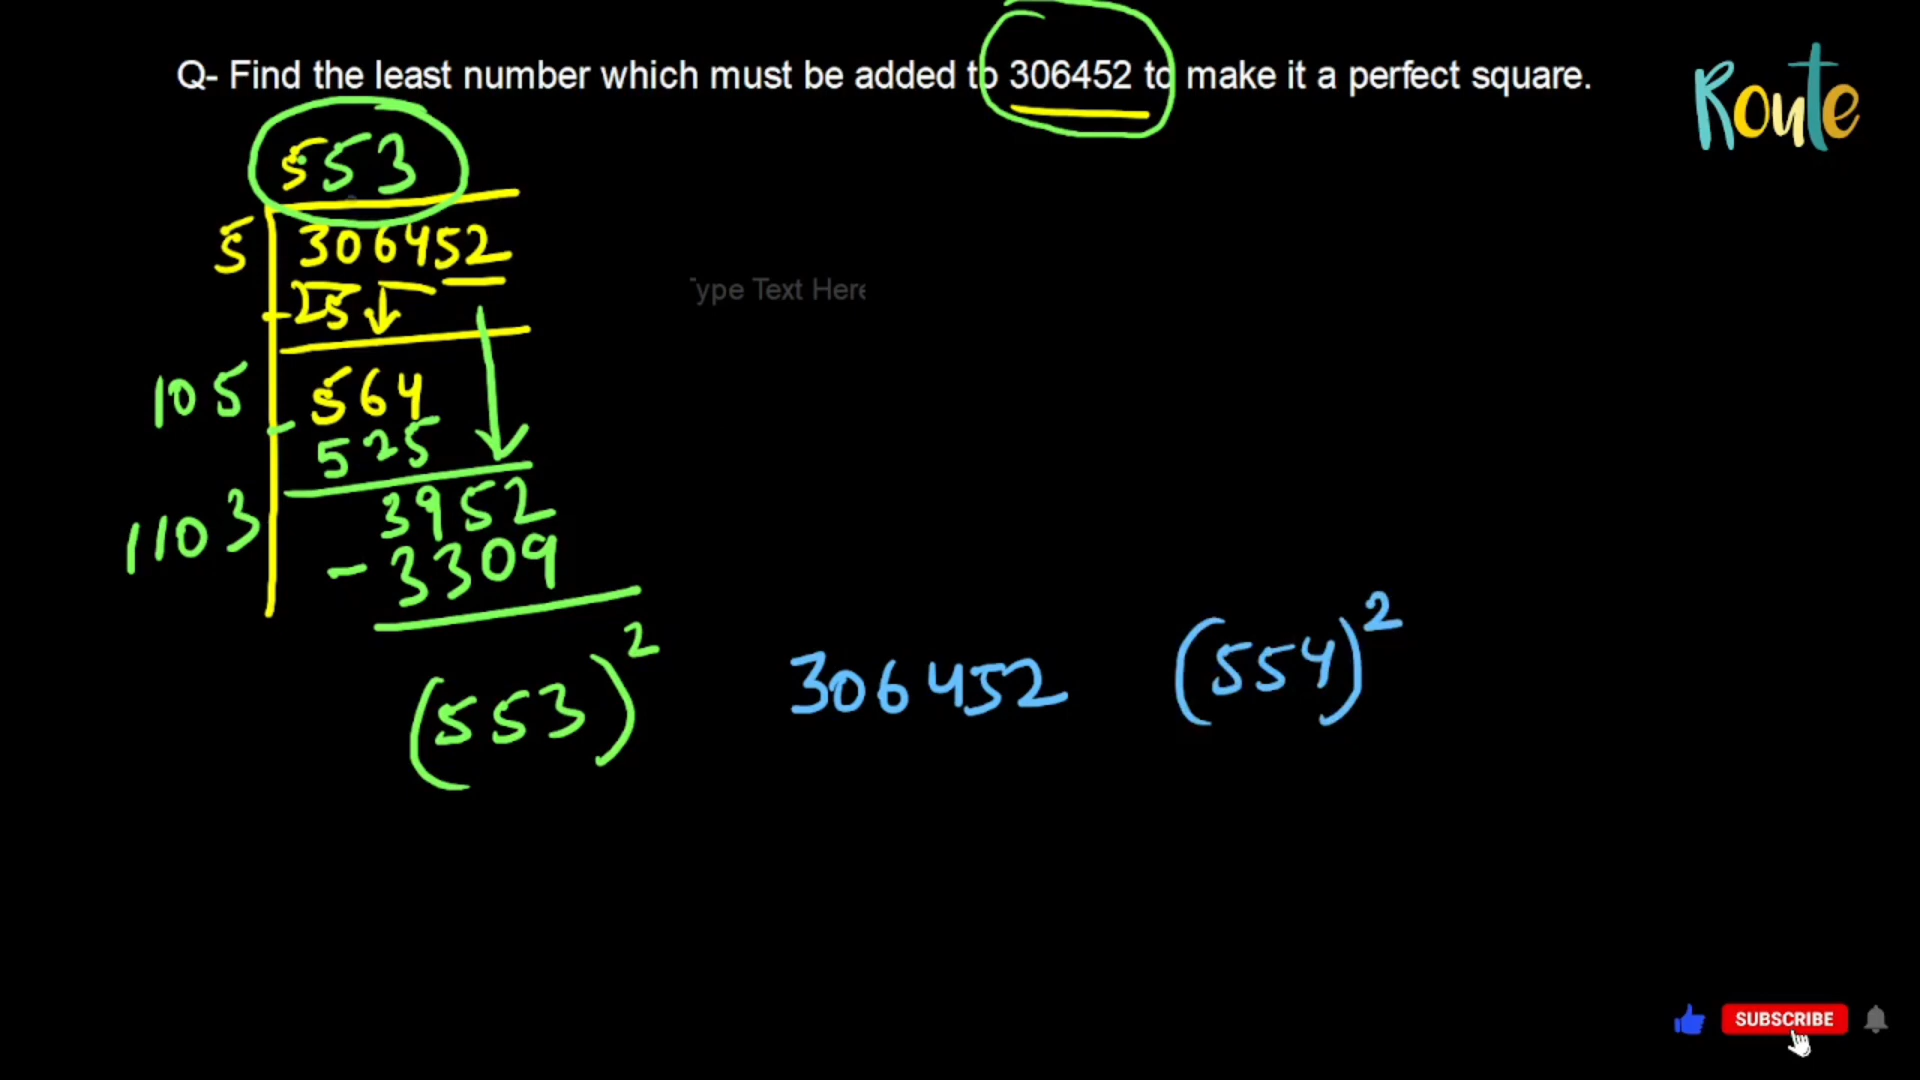 Q- Find the least number which must be added to 306452 to make it a perfect square.
Route
553
5 306452
-25
105 564
- 525
1103 3952
- 3309
(553)² 306452 (554)²
Type Text Here
SUBSCRIBE